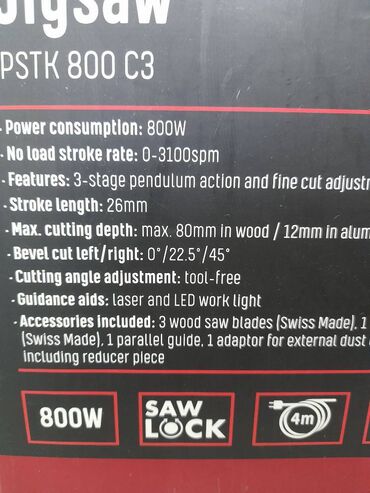 Jigsaw
PSTK 800 C3
- Power consumption: 800W
- No load stroke rate: 0-3100spm
- Features: 3-stage pendulum action and fine cut adjustm
- Stroke length: 26mm
- Max. cutting depth: max. 80mm in wood / 12mm in alum
- Bevel cut left/right: 0°/22.5°/45°
- Cutting angle adjustment: tool-free
- Guidance aids: laser and LED work light
- Accessories included: 3 wood saw blades (Swiss Made), 1
(Swiss Made), 1 parallel guide, 1 adaptor for external dust
including reducer piece
800W
SAW
LOCK
4m